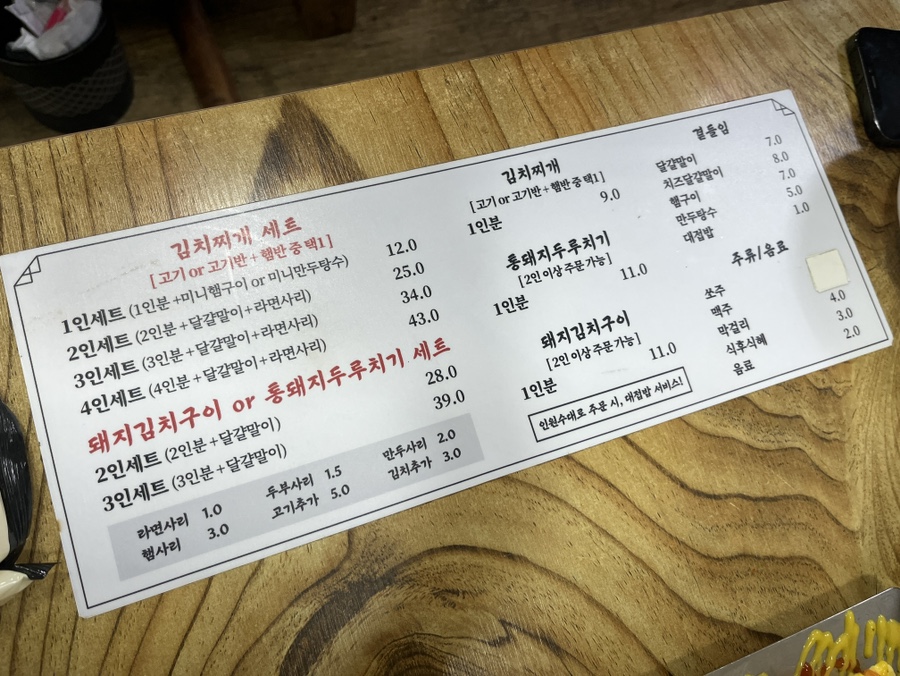 김치찌개 세트
[고기 or 고기반 + 햄반 중 택1]
1인세트 (1인분+미니햄구이 or 미니만두탕수) 12.0
2인세트 (2인분+달걀말이+라면사리) 25.0
3인세트 (3인분+달걀말이+라면사리) 34.0
4인세트 (4인분+달걀말이+라면사리) 43.0
돼지김치구이 or 통돼지두루치기 세트
2인세트 (2인분+달걀말이) 28.0
3인세트 (3인분+달걀말이) 39.0
라면사리 1.0 두부사리 1.5 만두사리 2.0
햄사리 3.0 고기추가 5.0 김치추가 3.0
김치찌개
[고기 or 고기반 + 햄반 중 택1]
1인분 9.0
통돼지두루치기
[2인 이상 주문 가능]
1인분 11.0
돼지김치구이
[2인 이상 주문 가능]
1인분 11.0
인원수대로 주문 시, 대접밥 서비스!
곁들임
달걀말이 7.0
치즈달걀말이 8.0
햄구이 7.0
만두탕수 5.0
대접밥 1.0
주류/음료
쏘주
맥주
막걸리 4.0
식후식혜 3.0
음료 2.0